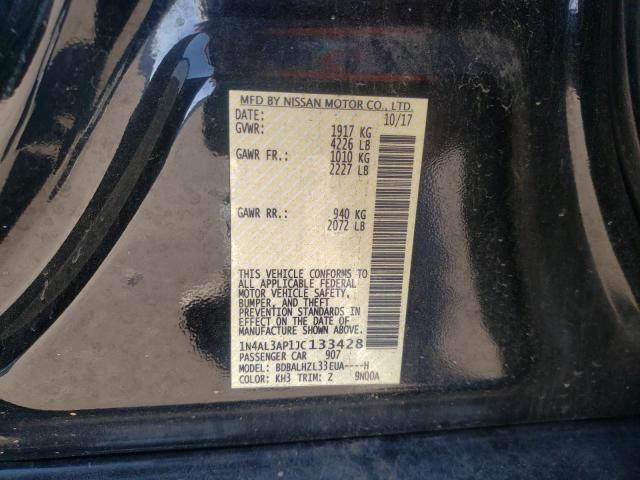 MFD BY NISSAN MOTOR CO., LTD.
DATE: 10/17
GVWR: 1917 KG
4226 LB
GAWR FR.: 1010 KG
2227 LB
GAWR RR.: 940 KG
2072 LB
THIS VEHICLE CONFORMS TO
ALL APPLICABLE FEDERAL
MOTOR VEHICLE SAFETY,
BUMPER, AND THEFT
PREVENTION STANDARDS IN
EFFECT ON THE DATE OF
MANUFACTURE SHOWN ABOVE.
1N4AL3AP1JC133428
PASSENGER CAR 907
MODEL: BDBALHZL33EUA----H
COLOR: KH3 TRIM: Z 9N00A